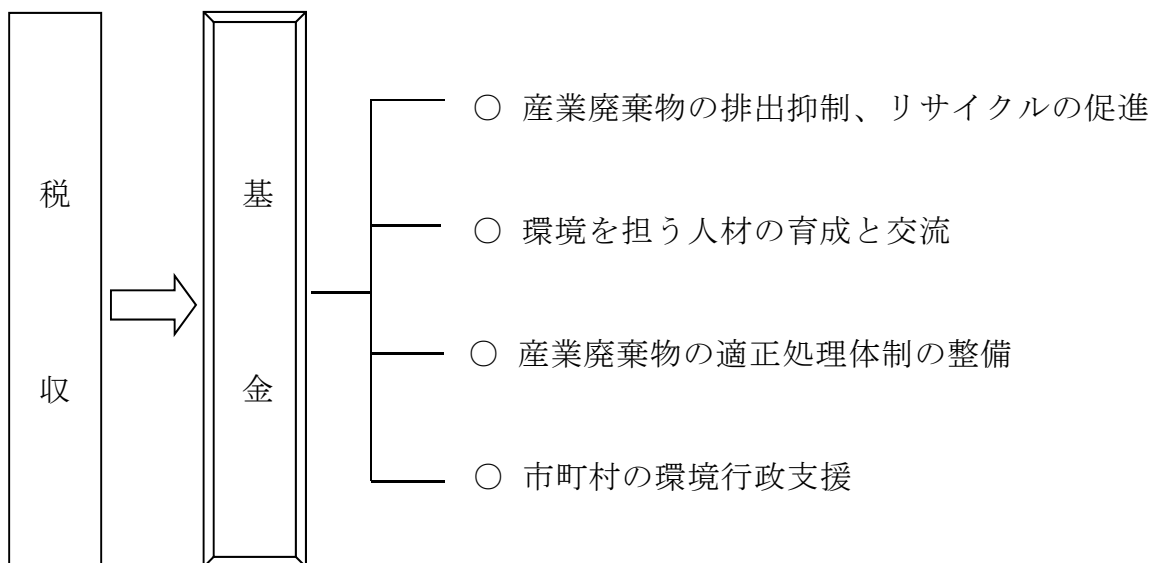 税収
基金
○ 産業廃棄物の排出抑制、リサイクルの促進
○ 環境を担う人材の育成と交流
○ 産業廃棄物の適正処理体制の整備
○ 市町村の環境行政支援